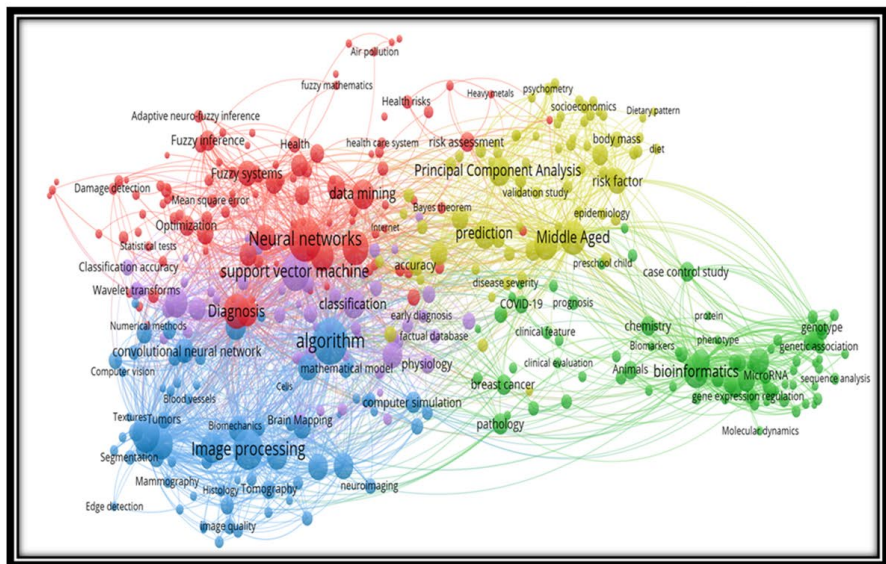 Air pollution
fuzzy mathematics
Heavy metals
psychometry
Health risks
socioeconomics
Dietary pattern
Adaptive neuro-fuzzy inference
Fuzzy inference
Health
health care system
risk assessment
body mass
diet
Fuzzy systems
Principal Component Analysis
risk factor
Damage detection
data mining
validation study
Mean square error
Bayes theorem
epidemiology
Optimization
Internet
Neural networks
prediction
Middle Aged
Statistical tests
Classification accuracy
support vector machine
accuracy
preschool child
case control study
Wavelet transforms
disease severity
Diagnosis
classification
COVID-19
prognosis
early diagnosis
protein
Numerical methods
algorithm
factual database
clinical feature
chemistry
genotype
phenotype
convolutional neural network
Biomarkers
genetic association
mathematical model
physiology
clinical evaluation
Animals
bioinformatics
MicroRNA
sequence analysis
Computer vision
Cells
breast cancer
gene expression regulation
Blood vessels
computer simulation
Textures
Tumors
Biomechanics
Brain Mapping
pathology
Molecular dynamics
Image processing
Segmentation
Mammography
Histology
Tomography
neuroimaging
Edge detection
image quality